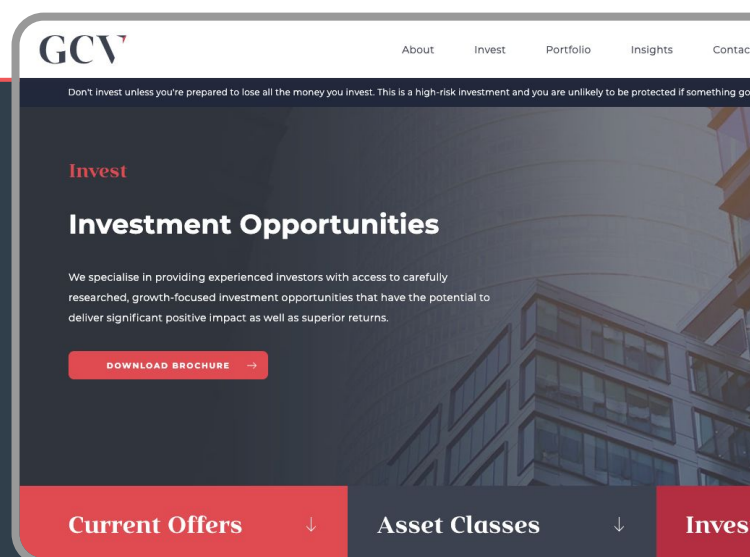 GCV
About Invest Portfolio Insights Contac
Don't invest unless you're prepared to lose all the money you invest. This is a high-risk investment and you are unlikely to be protected if something go
Invest
Investment Opportunities
We specialise in providing experienced investors with access to carefully
researched, growth-focused investment opportunities that have the potential to
deliver significant positive impact as well as superior returns.
DOWNLOAD BROCHURE →
Current Offers ↓ Asset Classes ↓ Inves